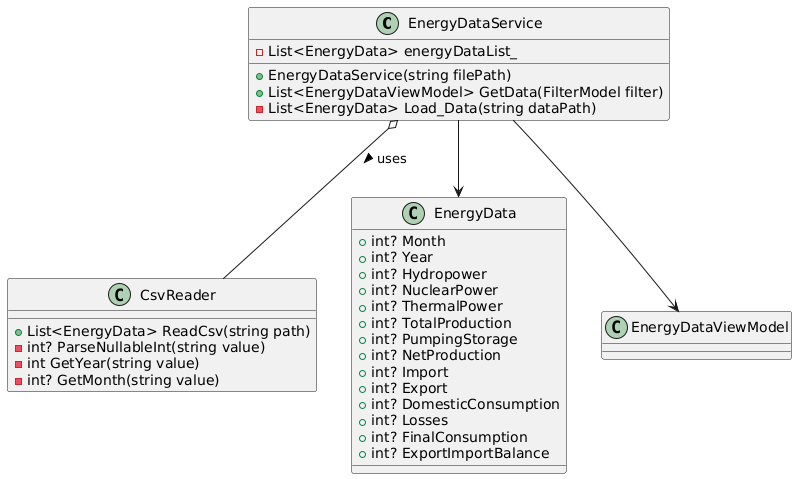 C EnergyDataService
List<EnergyData> energyDataList_
EnergyDataService(string filePath)
List<EnergyDataViewModel> GetData(FilterModel filter)
List<EnergyData> Load_Data(string dataPath)
uses
C EnergyData
int? Month
int? Year
int? Hydropower
int? NuclearPower
int? ThermalPower
int? TotalProduction
int? PumpingStorage
int? NetProduction
int? Import
int? Export
int? DomesticConsumption
int? Losses
int? FinalConsumption
int? ExportImportBalance
C CsvReader
List<EnergyData> ReadCsv(string path)
int? ParseNullableInt(string value)
int GetYear(string value)
int? GetMonth(string value)
C EnergyDataViewModel